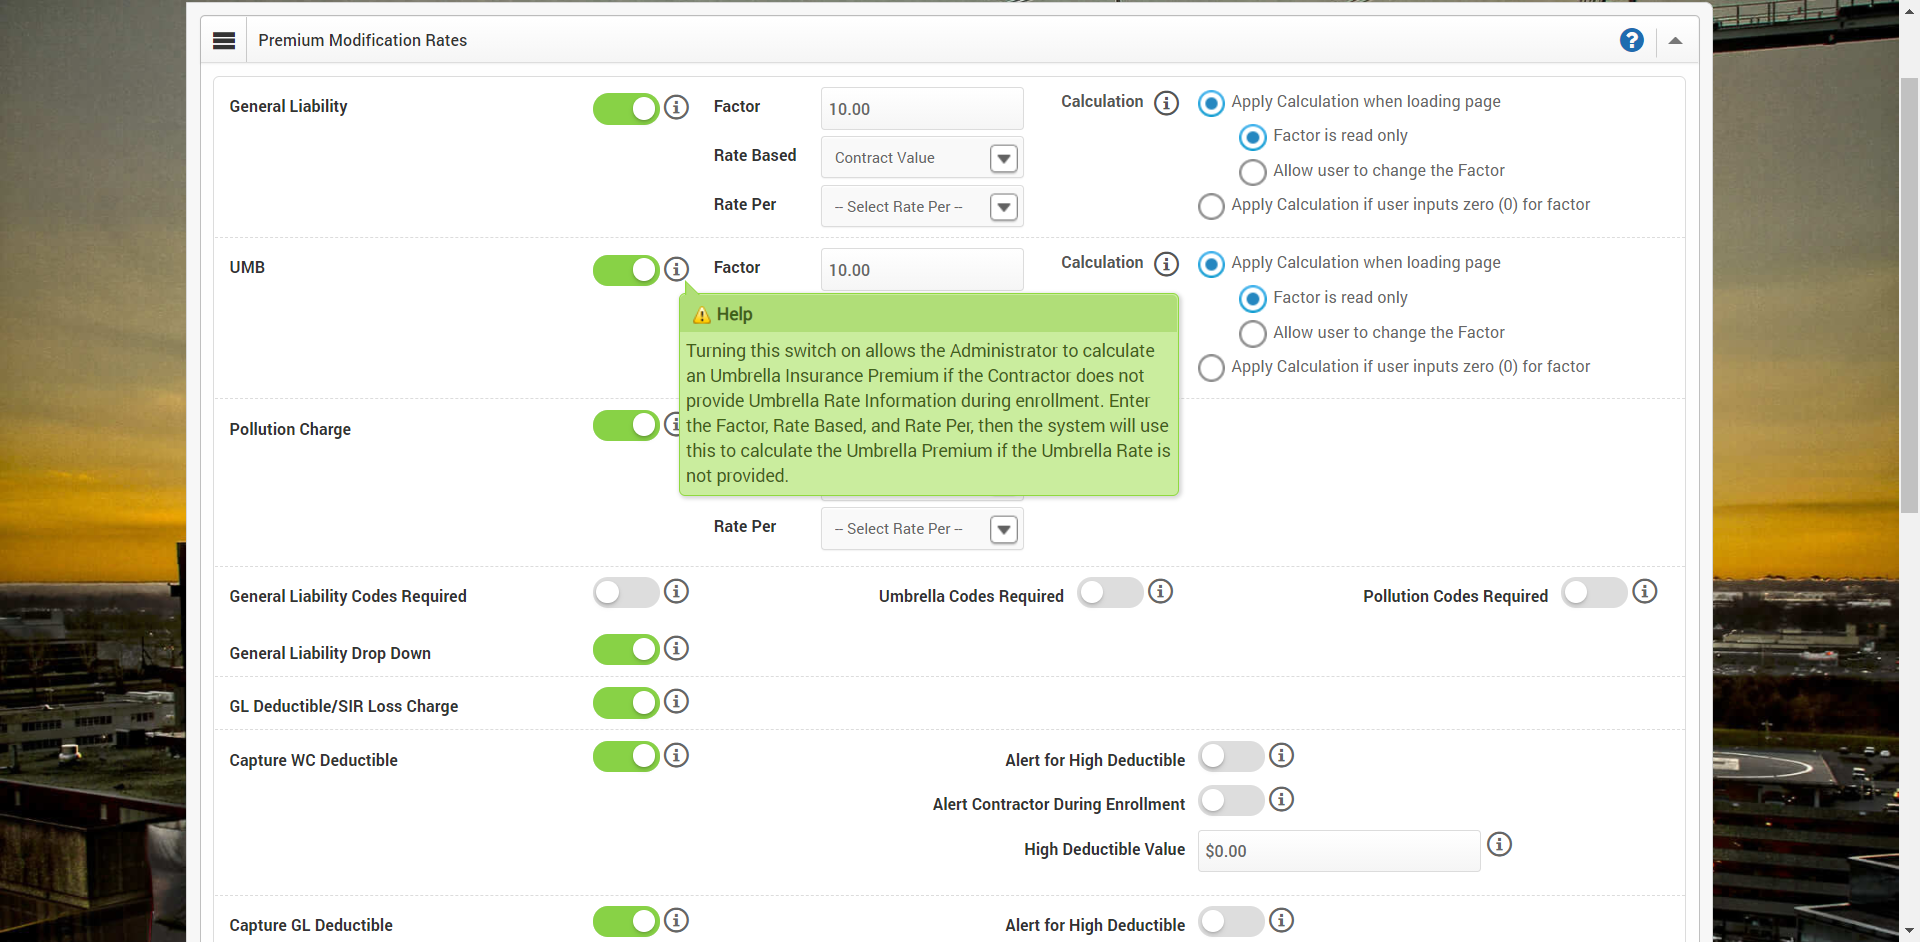 Premium Modification Rates
?
General Liability
Factor
10.00
Calculation
Apply Calculation when loading page
Factor is read only
Rate Based
Contract Value
Allow user to change the Factor
Rate Per
-- Select Rate Per --
Apply Calculation if user inputs zero (0) for factor
UMB
Factor
10.00
Calculation
Apply Calculation when loading page
Factor is read only
Allow user to change the Factor
Apply Calculation if user inputs zero (0) for factor
Help
Turning this switch on allows the Administrator to calculate
an Umbrella Insurance Premium if the Contractor does not
provide Umbrella Rate Information during enrollment. Enter
the Factor, Rate Based, and Rate Per, then the system will use
this to calculate the Umbrella Premium if the Umbrella Rate is
not provided.
Pollution Charge
Rate Per
-- Select Rate Per --
General Liability Codes Required
Umbrella Codes Required
Pollution Codes Required
General Liability Drop Down
GL Deductible/SIR Loss Charge
Capture WC Deductible
Alert for High Deductible
Alert Contractor During Enrollment
High Deductible Value
$0.00
Capture GL Deductible
Alert for High Deductible